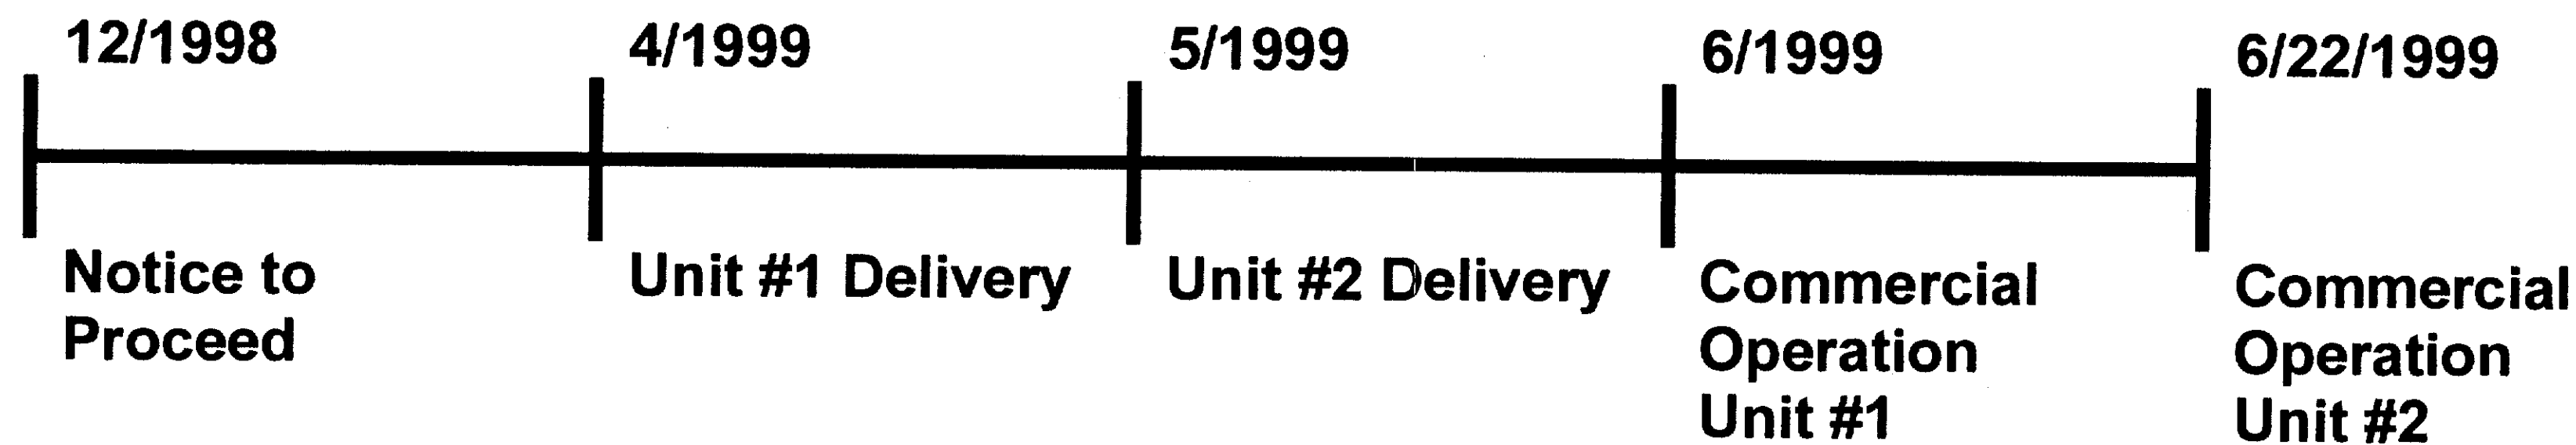 12/1998
4/1999
5/1999
6/1999
6/22/1999
Notice to
Proceed
Unit #1 Delivery
Unit #2 Delivery
Commercial
Operation
Unit #1
Commercial
Operation
Unit #2